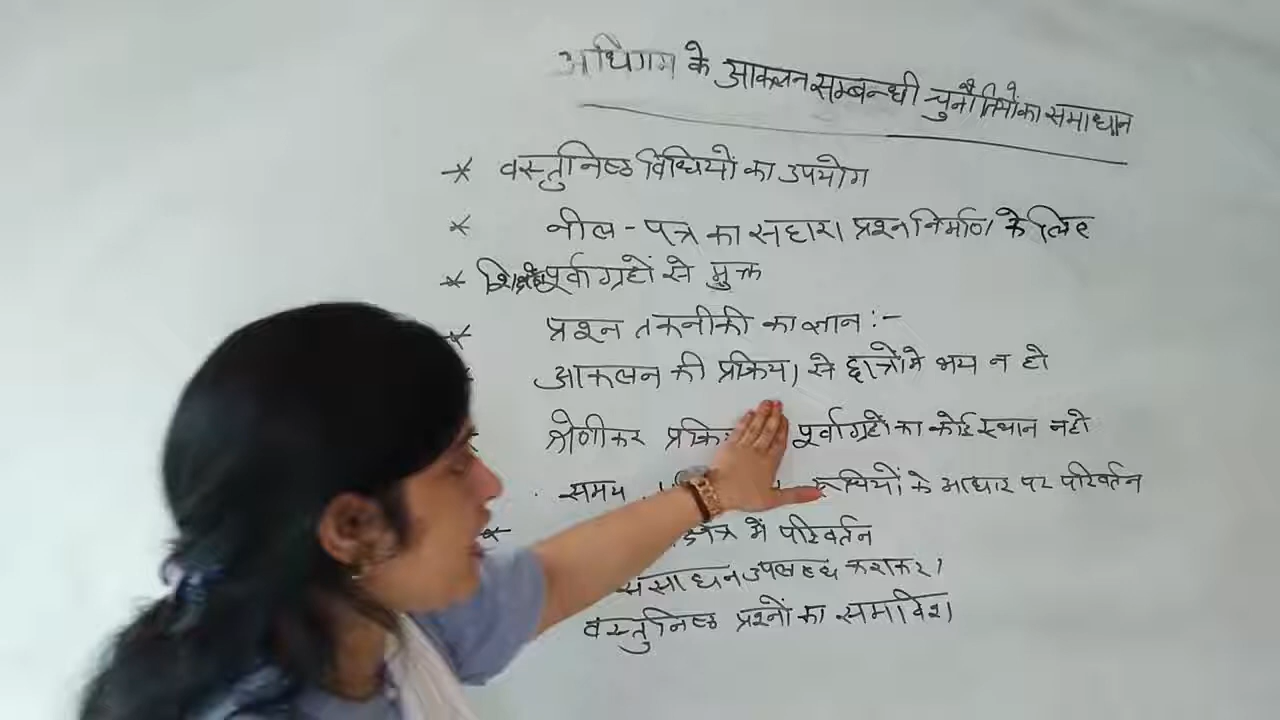 अधिगम के आकलन सम्बन्धी चुनौतियों का समाधान
* वस्तुनिष्ठ विधियों का उपयोग
* नील - पत्र का सहारा प्रश्न निर्माण के लिए
* पूर्वाग्रहों से मुक्त
* प्रश्न तकनीकी का ज्ञान :-
आकलन की प्रक्रिया से छात्रों में भय न हो
श्रेणीकर पूर्वाग्रहों का कोई स्थान नहो
समय के आधार पर परिवर्तन
* में परिवर्तन
संसाधन उपलब्ध कराकर।
वस्तुनिष्ठ प्रश्नों का समावेश